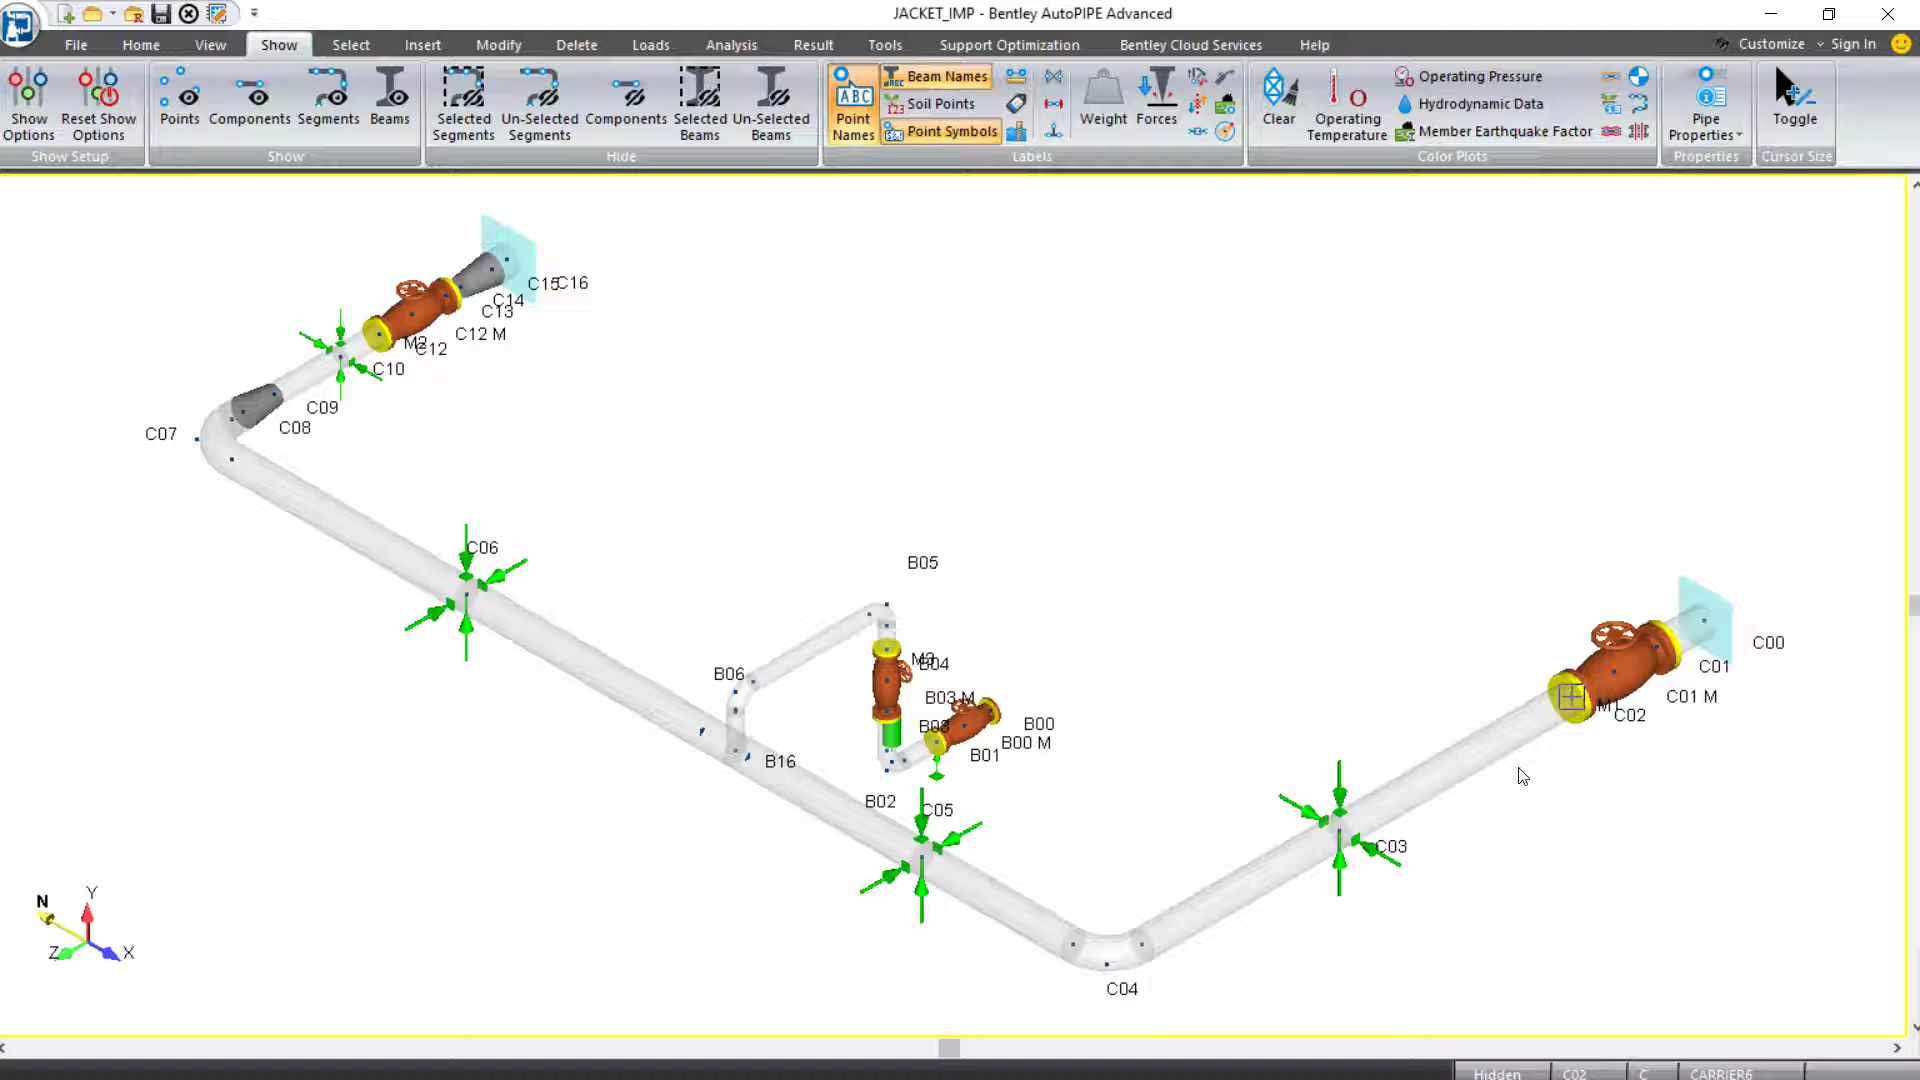 JACKET_IMP - Bentley AutoPIPE Advanced
File Home View Show Select Insert Modify Delete Loads Analysis Result Tools Support Optimization Bentley Cloud Services Help Customize Sign In
Show Options
Reset Show Options
Points
Components
Segments
Beams
Selected Segments
Un-Selected Segments
Components
Selected Beams
Un-Selected Beams
ABC
Point Names
Beam Names
Soil Points
Point Symbols
Weight
Forces
Clear
Operating Temperature
Operating Pressure
Hydrodynamic Data
Member Earthquake Factor
Pipe Properties
Toggle
Show Setup
Show
Hide
Labels
Color Plots
Properties
Cursor Size
C15
C16
C14
C13
C12 M
M2
C12
C10
C09
C08
C07
C06
B05
M3
B04
B06
B03 M
B03
B00
B00 M
B01
B16
B02
C05
C00
C01
C01 M
M1
C02
C03
C04
N
Y
Z
X
Hidden C02 C CARRIER6